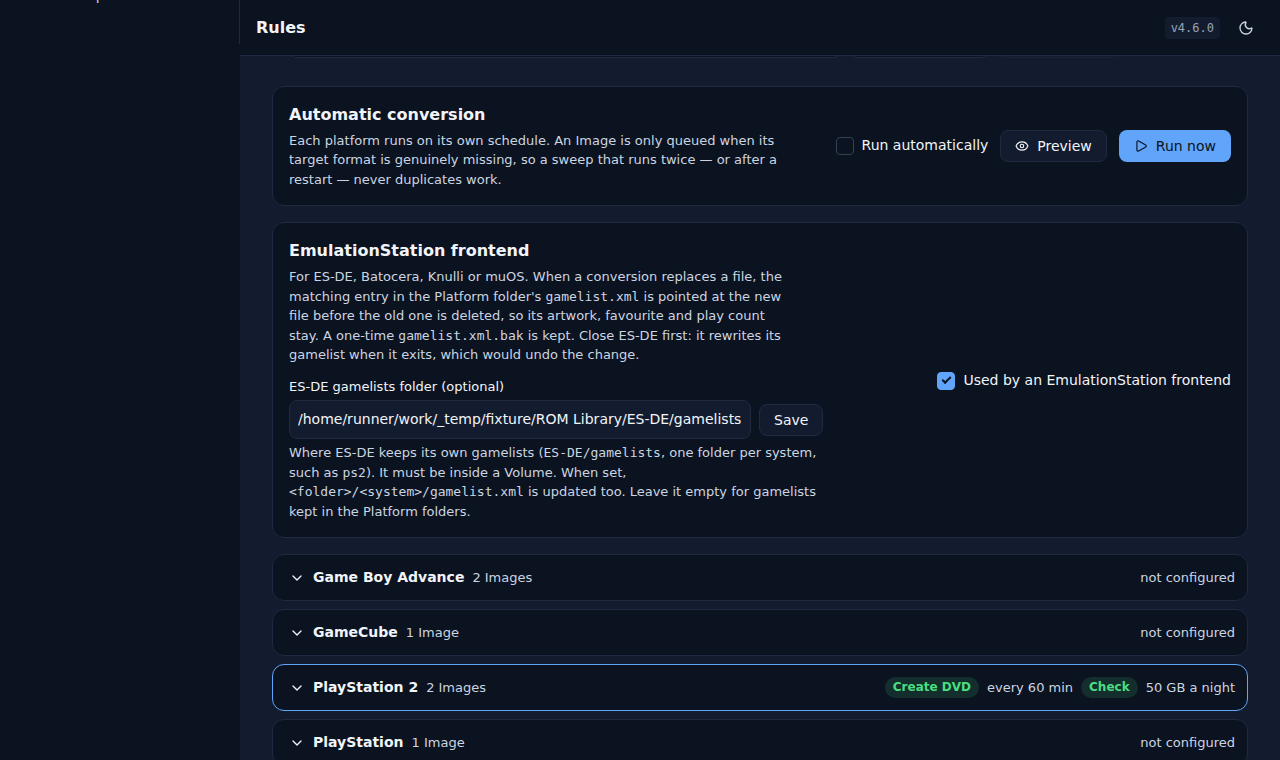 Rules
v4.6.0
Automatic conversion
Each platform runs on its own schedule. An Image is only queued when its
target format is genuinely missing, so a sweep that runs twice — or after a
restart — never duplicates work.
Run automatically
Preview
Run now
EmulationStation frontend
For ES-DE, Batocera, Knulli or muOS. When a conversion replaces a file, the
matching entry in the Platform folder's gamelist.xml is pointed at the new
file before the old one is deleted, so its artwork, favourite and play count
stay. A one-time gamelist.xml.bak is kept. Close ES-DE first: it rewrites its
gamelist when it exits, which would undo the change.
ES-DE gamelists folder (optional)
/home/runner/work/_temp/fixture/ROM Library/ES-DE/gamelists
Save
Where ES-DE keeps its own gamelists (ES-DE/gamelists, one folder per system,
such as ps2). It must be inside a Volume. When set,
<folder>/<system>/gamelist.xml is updated too. Leave it empty for gamelists
kept in the Platform folders.
Used by an EmulationStation frontend
Game Boy Advance 2 Images not configured
GameCube 1 Image not configured
PlayStation 2 2 Images Create DVD every 60 min Check 50 GB a night
PlayStation 1 Image not configured